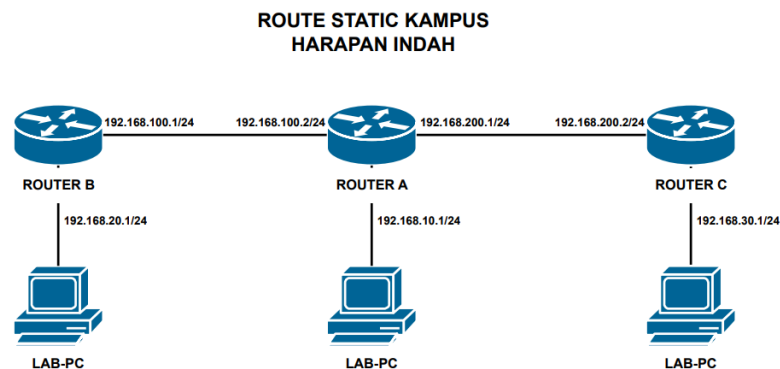 ROUTE STATIC KAMPUS
HARAPAN INDAH
192.168.100.1/24
192.168.100.2/24
192.168.200.1/24
192.168.200.2/24
ROUTER B
ROUTER A
ROUTER C
192.168.20.1/24
192.168.10.1/24
192.168.30.1/24
LAB-PC
LAB-PC
LAB-PC